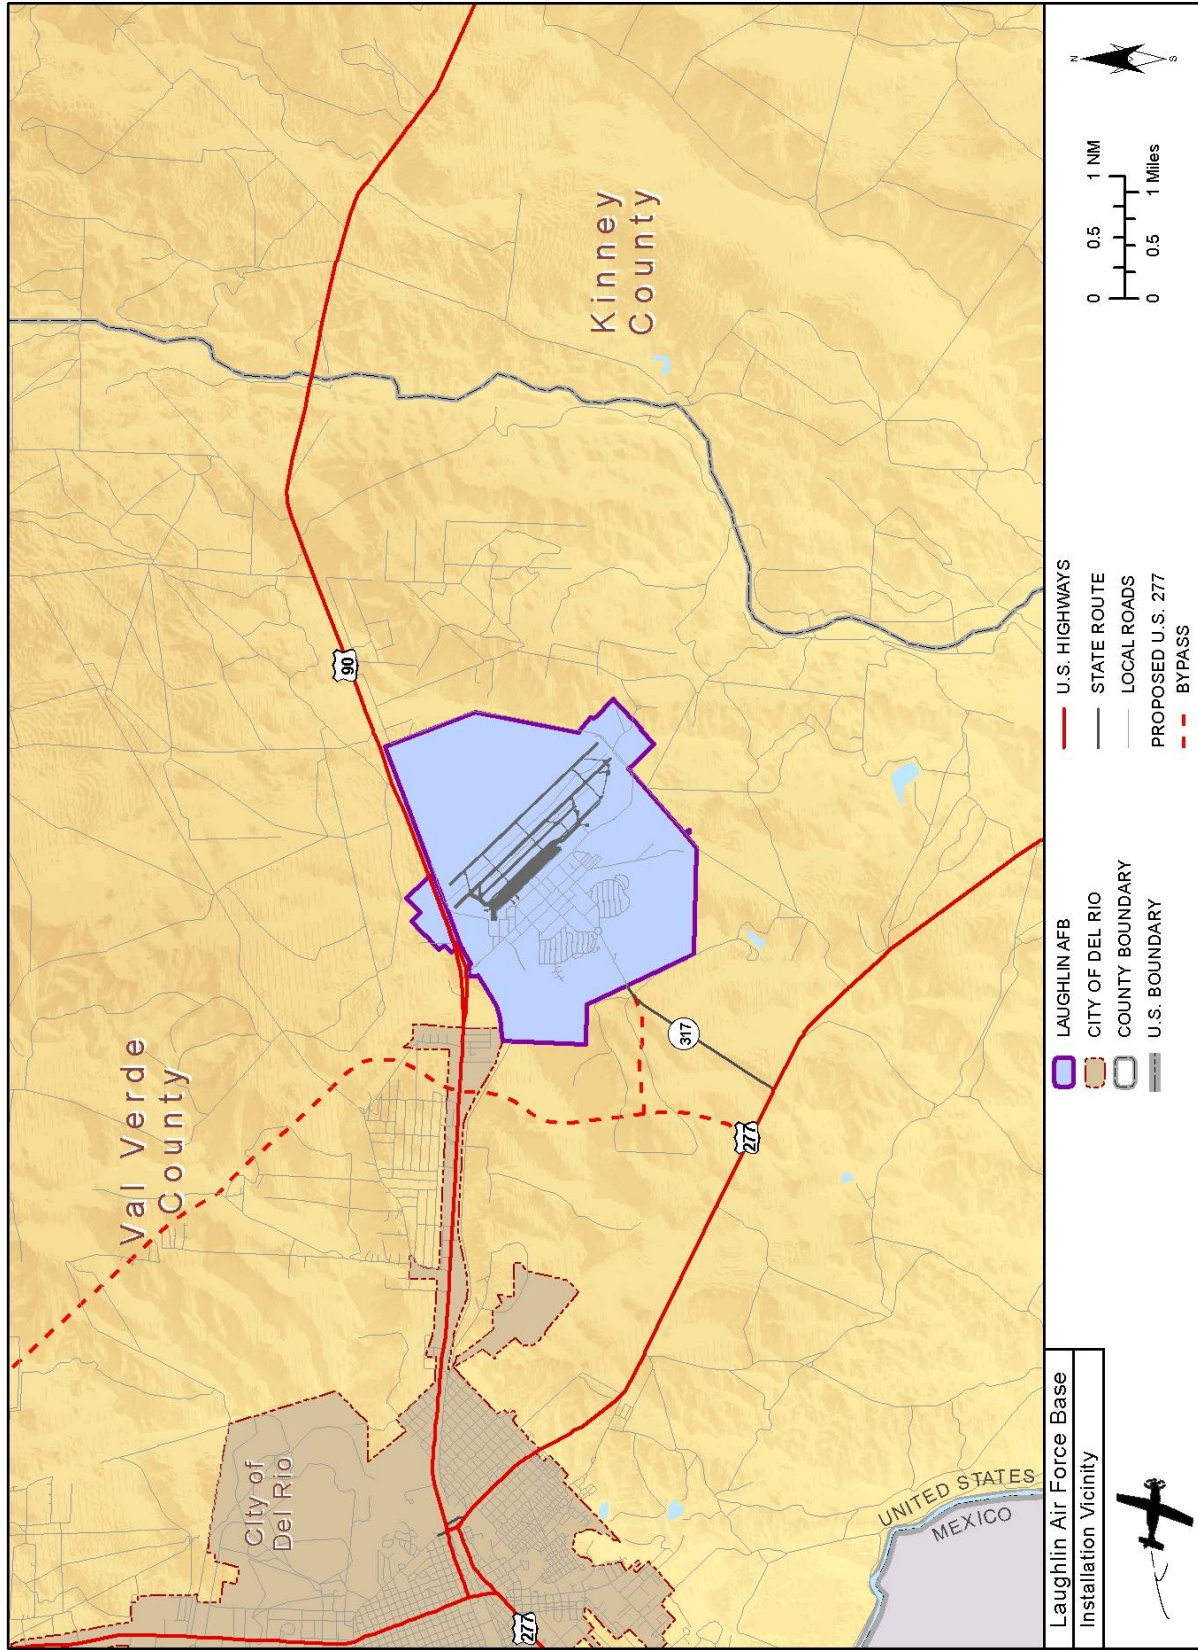 Val Verde
County
City of
Del Rio
Kinney
County
90
317
277
277
UNITED STATES
MEXICO
Laughlin Air Force Base
Installation Vicinity
LAUGHLIN AFB
CITY OF DEL RIO
COUNTY BOUNDARY
U.S. BOUNDARY
U.S. HIGHWAYS
STATE ROUTE
LOCAL ROADS
PROPOSED U.S. 277
BYPASS
0 0.5 1 NM
0 0.5 1 Miles
N
S